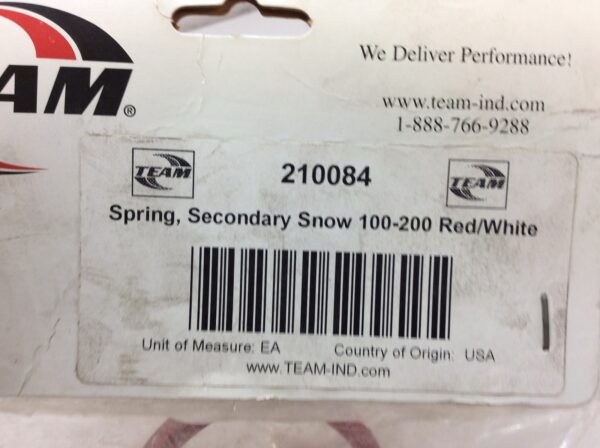 We Deliver Performance!
TEAM®
www.team-ind.com
1-888-766-9288
TEAM 210084 TEAM
Spring, Secondary Snow 100-200 Red/White
Unit of Measure: EA Country of Origin: USA
www.TEAM-IND.com